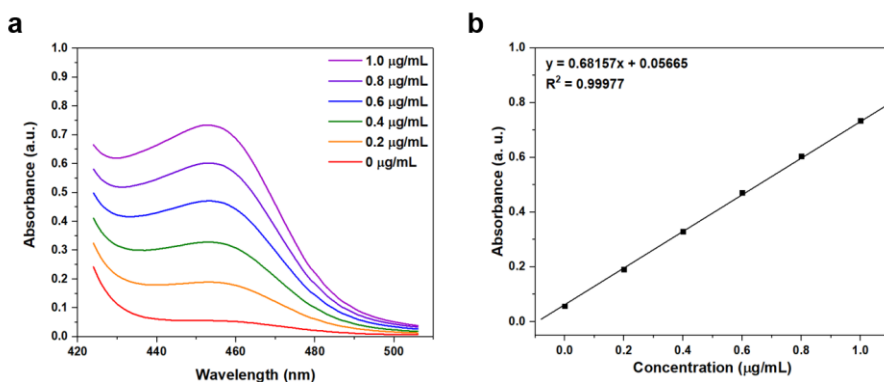 a
1.0
0.9
0.8
0.7
0.6
0.5
0.4
0.3
0.2
0.1
0.0
420 440 460 480 500
Absorbance (a.u.)
Wavelength (nm)
1.0 μg/mL
0.8 μg/mL
0.6 μg/mL
0.4 μg/mL
0.2 μg/mL
0 μg/mL
b
y = 0.68157x + 0.05665
R² = 0.99977
1.0
0.8
0.6
0.4
0.2
0.0
0.0 0.2 0.4 0.6 0.8 1.0
Absorbance (a. u.)
Concentration (μg/mL)